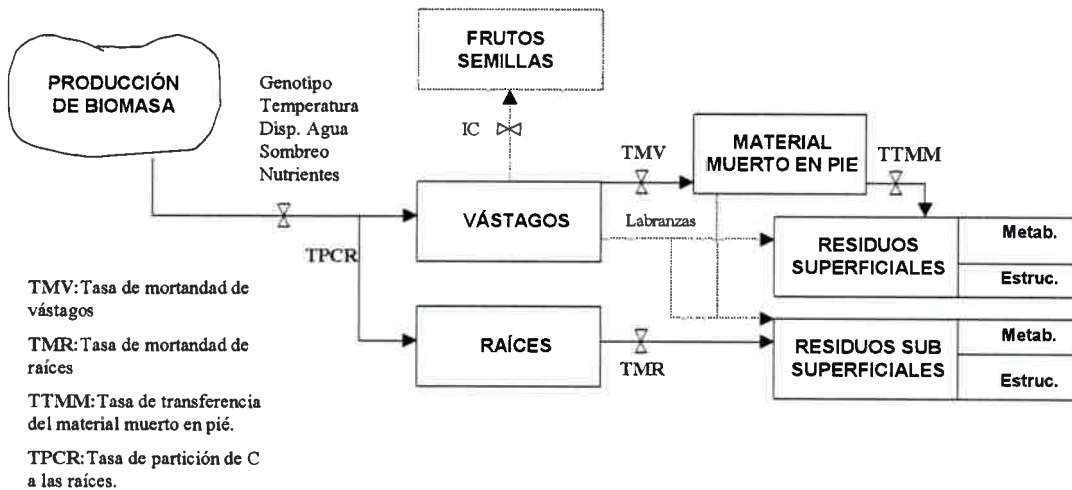 PRODUCCIÓN
DE BIOMASA
Genotipo
Temperatura
Disp. Agua
Sombreo
Nutrientes
FRUTOS
SEMILLAS
IC
TMV
MATERIAL
MUERTO EN PIE
TTMM
VÁSTAGOS
Labranzas
RESIDUOS
SUPERFICIALES
Metab.
Estruc.
TPCR
RAÍCES
TMR
RESIDUOS SUB
SUPERFICIALES
Metab.
Estruc.
TMV:Tasa de mortandad de
vástagos
TMR:Tasa de mortandad de
raíces
TTMM:Tasa de transferencia
del material muerto en pié.
TPCR:Tasa de partición de C
a las raíces.